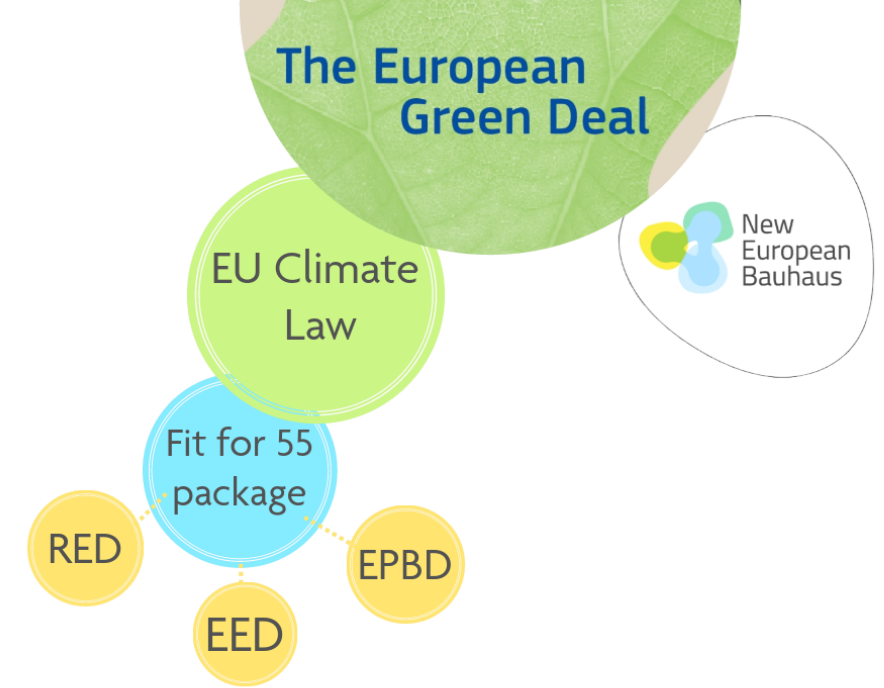 The European
Green Deal
New
European
Bauhaus
EU Climate
Law
Fit for 55
package
RED
EPBD
EED